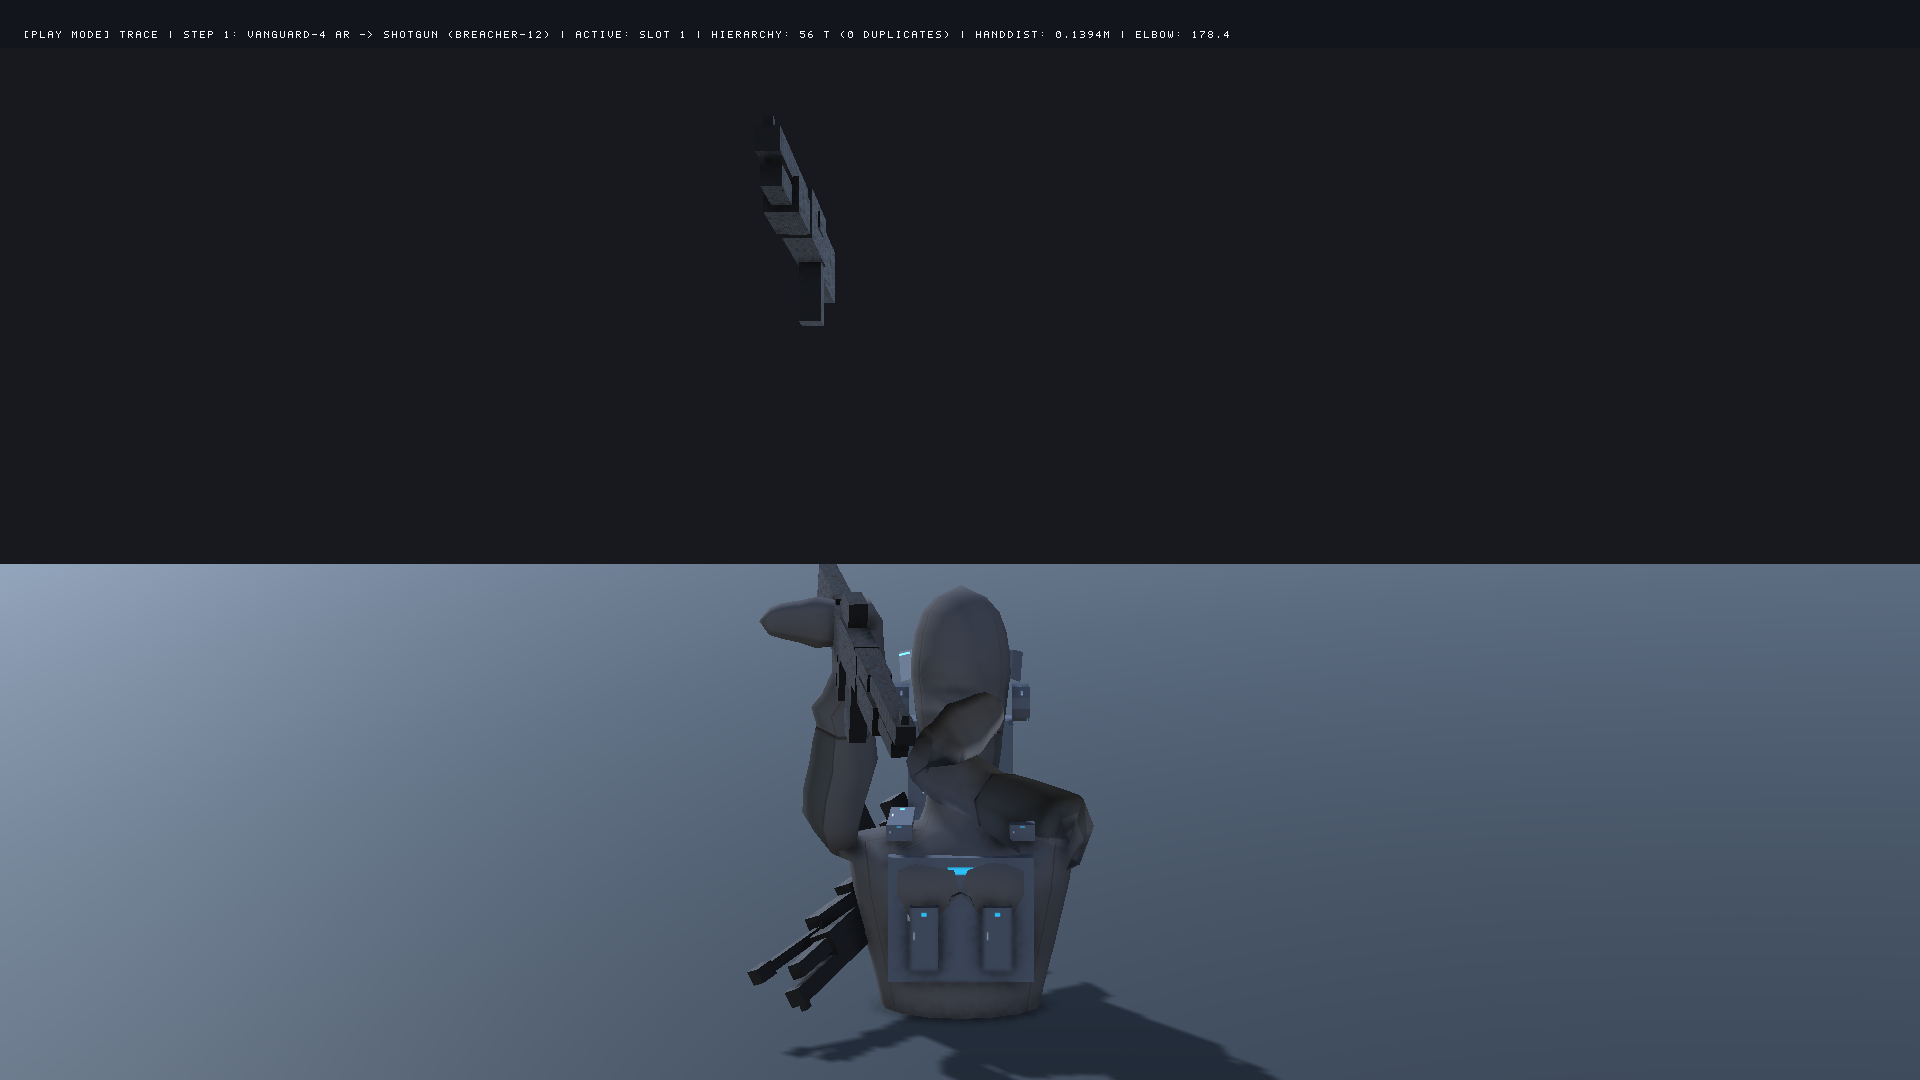 [PLAY MODE] TRACE | STEP 1: VANGUARD-4 AR -> SHOTGUN (BREACHER-12) | ACTIVE: SLOT 1 | HIERARCHY: 56 T (0 DUPLICATES) | HANDDIST: 0.1394M | ELBOW: 178.4